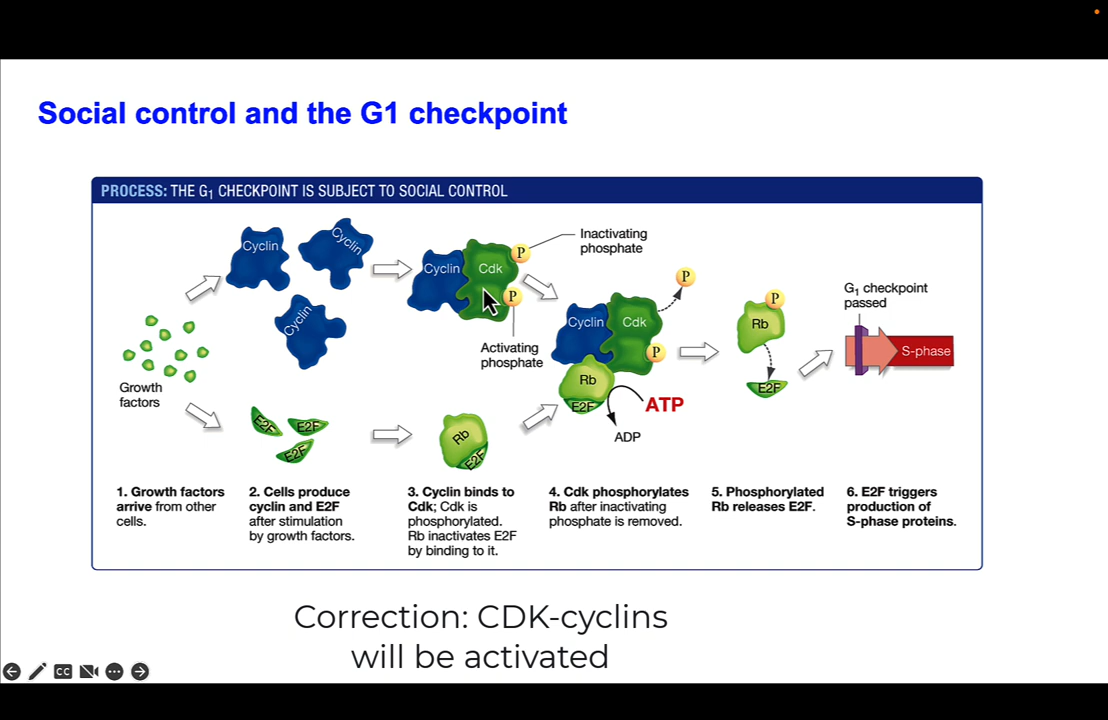 Social control and the G1 checkpoint
PROCESS: THE G1 CHECKPOINT IS SUBJECT TO SOCIAL CONTROL
Growth
factors
Cyclin
Cyclin
Cyclin
E2F
E2F
E2F
Cyclin
Cdk
P
P
Inactivating
phosphate
Activating
phosphate
Rb
E2F
Cyclin
Cdk
P
P
Rb
E2F
ATP
ADP
P
Rb
E2F
G1 checkpoint
passed
S-phase
1. Growth factors
arrive from other
cells.
2. Cells produce
cyclin and E2F
after stimulation
by growth factors.
3. Cyclin binds to
Cdk; Cdk is
phosphorylated.
Rb inactivates E2F
by binding to it.
4. Cdk phosphorylates
Rb after inactivating
phosphate is removed.
5. Phosphorylated
Rb releases E2F.
6. E2F triggers
production of
S-phase proteins.
Correction: CDK-cyclins
will be activated
CC